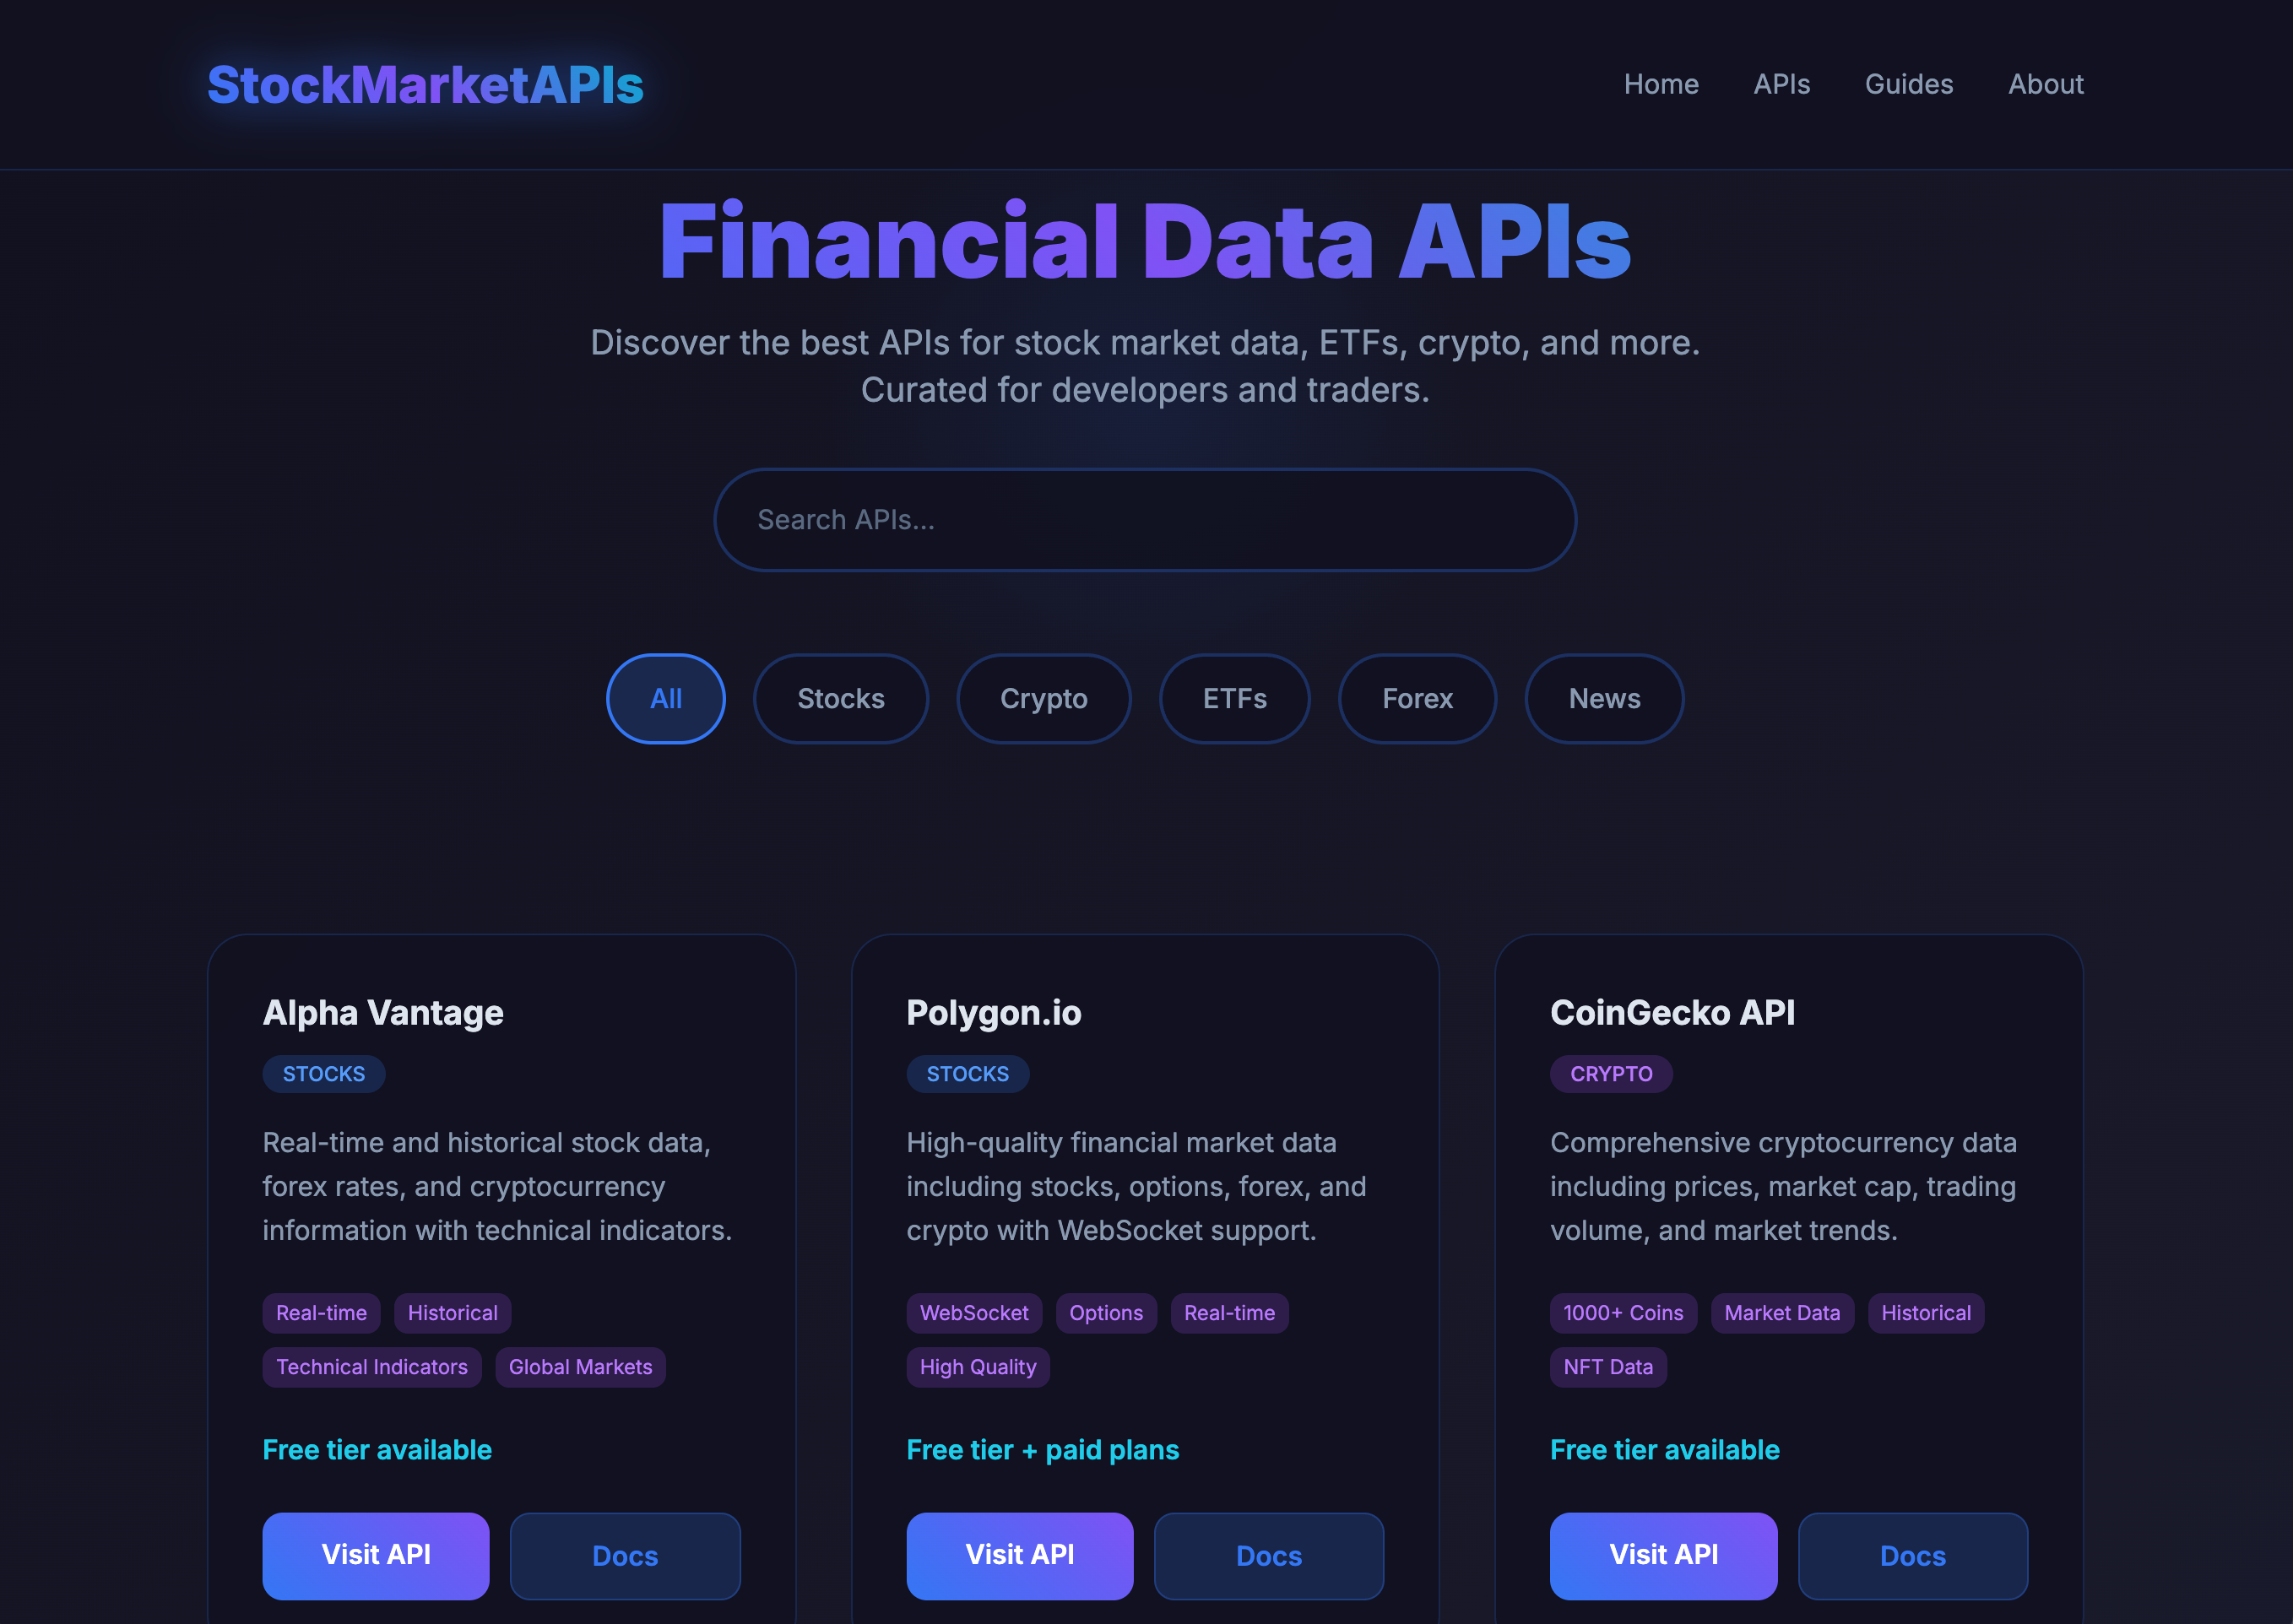 StockMarketAPIs
Home APIs Guides About
Financial Data APIs
Discover the best APIs for stock market data, ETFs, crypto, and more.
Curated for developers and traders.
Search APIs...
All Stocks Crypto ETFs Forex News
Alpha Vantage
STOCKS
Real-time and historical stock data,
forex rates, and cryptocurrency
information with technical indicators.
Real-time Historical
Technical Indicators Global Markets
Free tier available
Visit API Docs
Polygon.io
STOCKS
High-quality financial market data
including stocks, options, forex, and
crypto with WebSocket support.
WebSocket Options Real-time
High Quality
Free tier + paid plans
Visit API Docs
CoinGecko API
CRYPTO
Comprehensive cryptocurrency data
including prices, market cap, trading
volume, and market trends.
1000+ Coins Market Data Historical
NFT Data
Free tier available
Visit API Docs